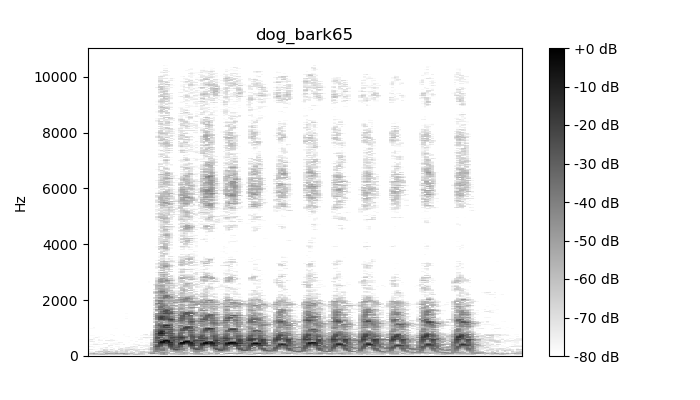 dog_bark65
Hz
10000
8000
6000
4000
2000
0
+0 dB
-10 dB
-20 dB
-30 dB
-40 dB
-50 dB
-60 dB
-70 dB
-80 dB